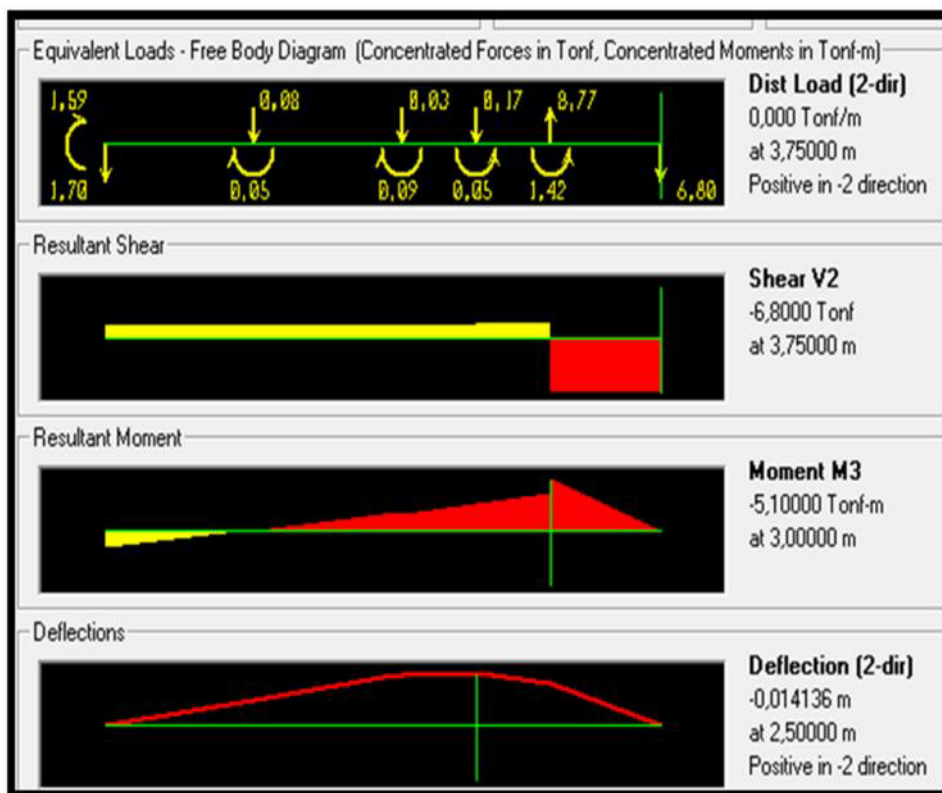 Equivalent Loads - Free Body Diagram (Concentrated Forces in Tonf, Concentrated Moments in Tonf-m)
1,59 0,08 0,03 0,17 8,77
1,70 0,05 0,09 0,05 1,42 6,80
Dist Load (2-dir)
0,000 Tonf/m
at 3,75000 m
Positive in -2 direction
Resultant Shear
Shear V2
-6,8000 Tonf
at 3,75000 m
Resultant Moment
Moment M3
-5,10000 Tonf-m
at 3,00000 m
Deflections
Deflection (2-dir)
-0,014136 m
at 2,50000 m
Positive in -2 direction